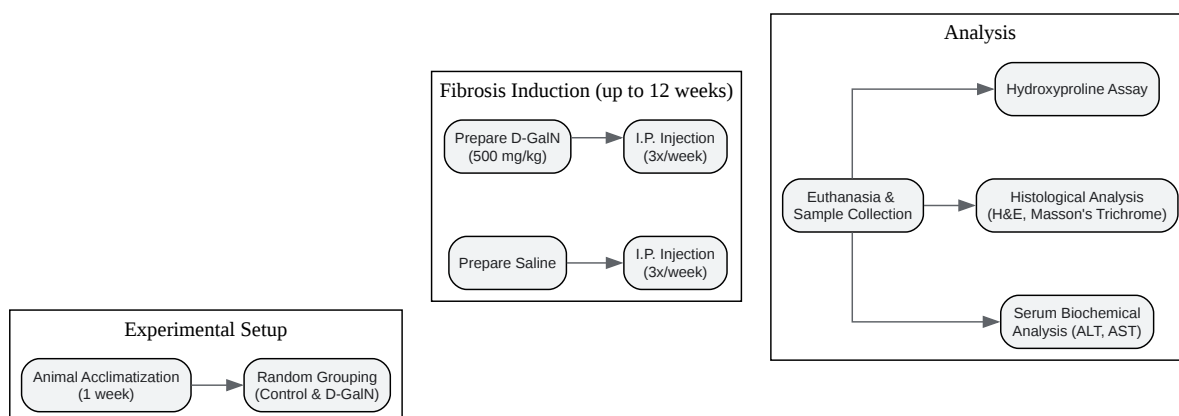 Experimental Setup
Animal Acclimatization
(1 week)
Random Grouping
(Control & D-GalN)
Fibrosis Induction (up to 12 weeks)
Prepare D-GalN
(500 mg/kg)
I.P. Injection
(3x/week)
Prepare Saline
I.P. Injection
(3x/week)
Analysis
Euthanasia &
Sample Collection
Hydroxyproline Assay
Histological Analysis
(H&E, Masson's Trichrome)
Serum Biochemical
Analysis (ALT, AST)